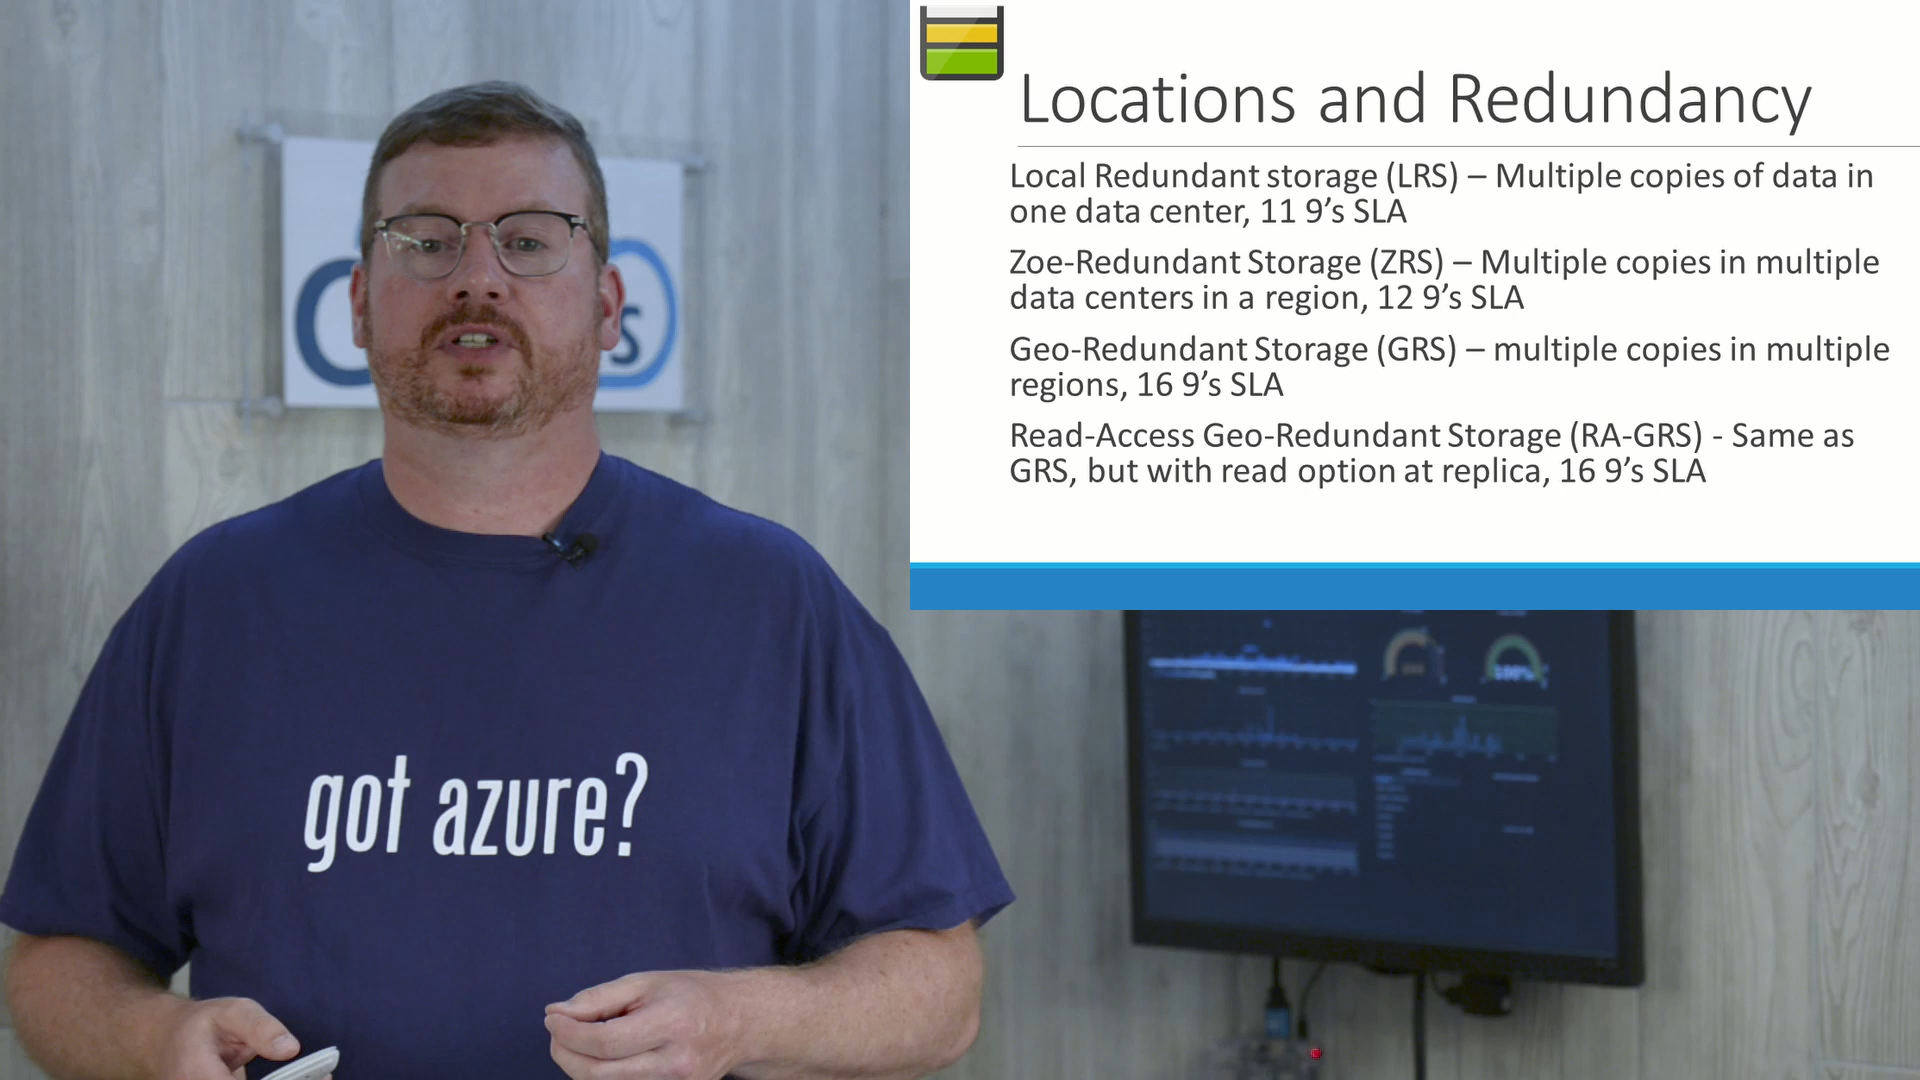 Locations and Redundancy
Local Redundant storage (LRS) – Multiple copies of data in
one data center, 11 9’s SLA
Zoe-Redundant Storage (ZRS) – Multiple copies in multiple
data centers in a region, 12 9’s SLA
Geo-Redundant Storage (GRS) – multiple copies in multiple
regions, 16 9’s SLA
Read-Access Geo-Redundant Storage (RA-GRS) - Same as
GRS, but with read option at replica, 16 9’s SLA
got azure?
100%